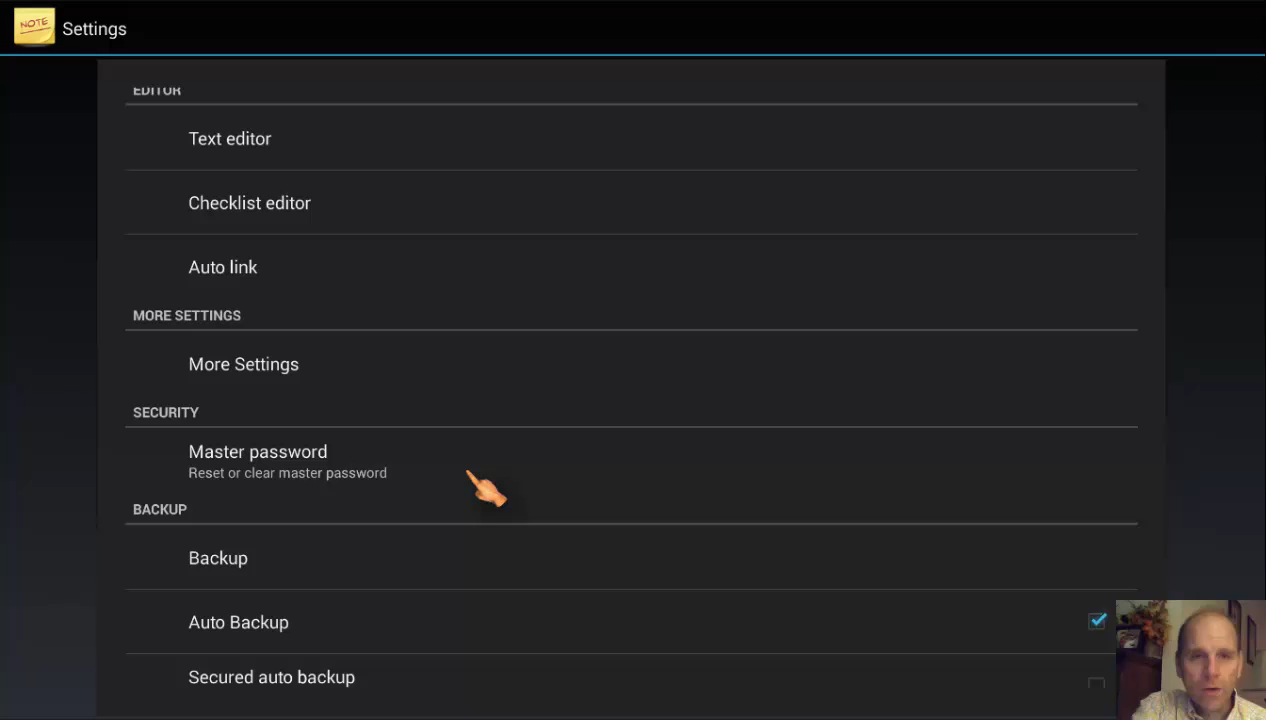 NOTE
Settings
EDITOR
Text editor
Checklist editor
Auto link
MORE SETTINGS
More Settings
SECURITY
Master password
Reset or clear master password
BACKUP
Backup
Auto Backup
Secured auto backup